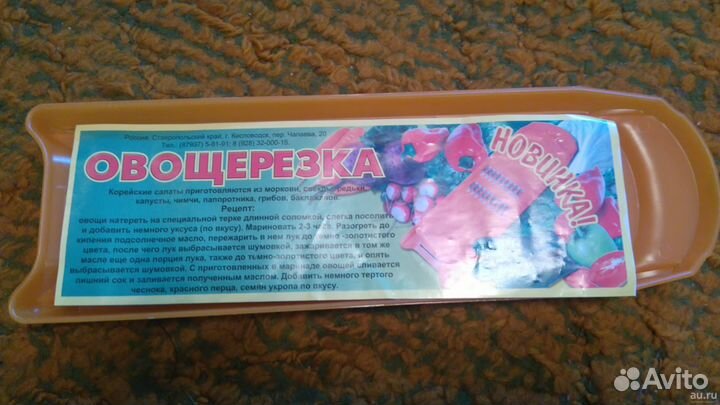 Россия, Ставропольский край, г. Кисловодск, пер. Чапаева, 20
Тел.: (87937) 5-81-01; 8 (928) 32-000-15.
ОВОЩЕРЕЗКА
НОВИНКА!
Корейские салаты приготовляются из моркови, свеклы, редьки,
капусты, чимчи, папоротника, грибов, баклажанов.
Рецепт:
овощи натереть на специальной терке длинной соломкой, слегка посолить
и добавить немного уксуса (по вкусу). Мариновать 2-3 часа. Разогреть до
кипения подсолнечное масло, пережарить в нем лук до темно-золотистого
цвета, после чего лук выбрасывается шумовкой, зажаривается в том же
масле еще одна порция лука, также до темно-золотистого цвета, и опять
выбрасывается шумовкой. С приготовленных в маринаде овощей сливается
лишний сок и заливается полученным маслом. Добавить немного тертого
чеснока, красного перца, семян укропа по вкусу.
Avito
au.ru